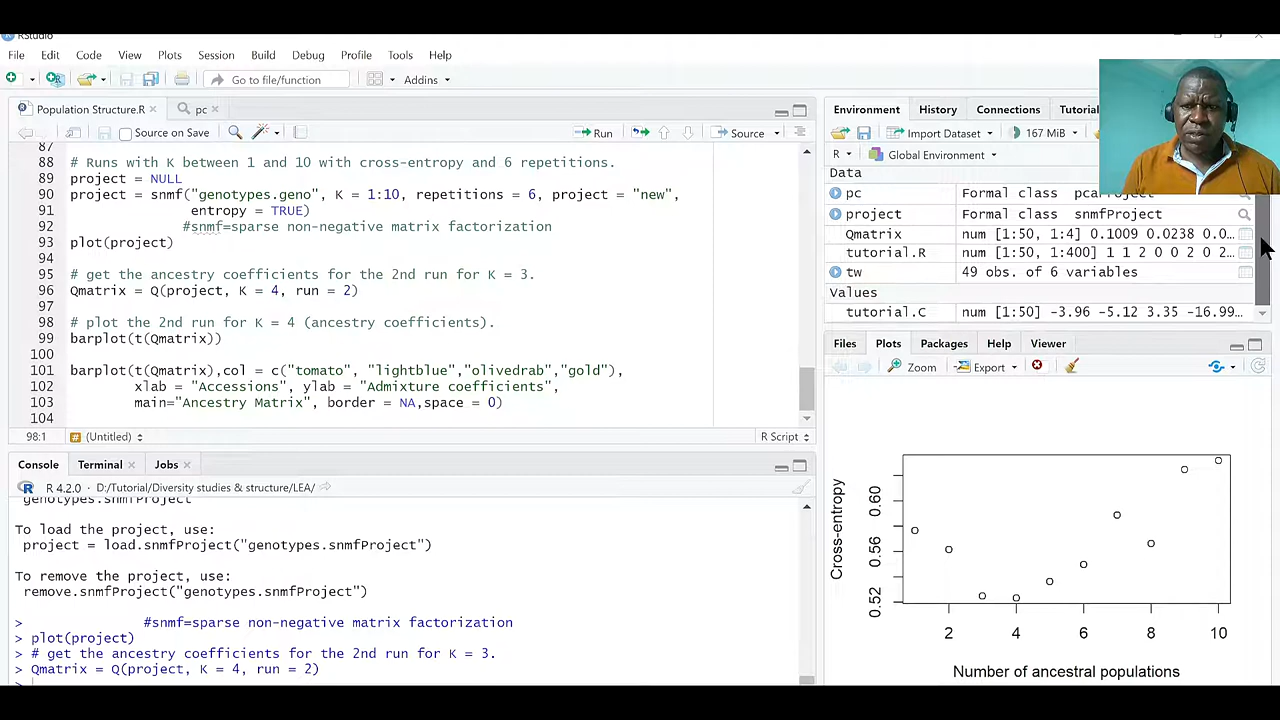 RStudio
File Edit Code View Plots Session Build Debug Profile Tools Help
Go to file/function Addins
Population Structure.R pc
Source on Save Run Source
87
88 # Runs with K between 1 and 10 with cross-entropy and 6 repetitions.
89 project = NULL
90 project = snmf("genotypes.geno", K = 1:10, repetitions = 6, project = "new",
91 entropy = TRUE)
92 #snmf=sparse non-negative matrix factorization
93 plot(project)
94
95 # get the ancestry coefficients for the 2nd run for K = 3.
96 Qmatrix = Q(project, K = 4, run = 2)
97
98 # plot the 2nd run for K = 4 (ancestry coefficients).
99 barplot(t(Qmatrix))
100
101 barplot(t(Qmatrix),col = c("tomato", "lightblue","olivedrab","gold"),
102 xlab = "Accessions", ylab = "Admixture coefficients",
103 main="Ancestry Matrix", border = NA,space = 0)
104
98:1 (Untitled) R Script
Console Terminal Jobs
R 4.2.0 · D:/Tutorial/Diversity studies & structure/LEA/
genotypes.snmfProject
To load the project, use:
project = load.snmfProject("genotypes.snmfProject")
To remove the project, use:
remove.snmfProject("genotypes.snmfProject")
> #snmf=sparse non-negative matrix factorization
> plot(project)
> # get the ancestry coefficients for the 2nd run for K = 3.
> Qmatrix = Q(project, K = 4, run = 2)
>
Environment History Connections Tutorial
Import Dataset 167 MiB
R Global Environment
Data
pc Formal class pcaProject
project Formal class snmfProject
Qmatrix num [1:50, 1:4] 0.1009 0.0238 0.0...
tutorial.R num [1:50, 1:400] 1 1 2 0 0 2 0 2...
tw 49 obs. of 6 variables
Values
tutorial.C num [1:50] -3.96 -5.12 3.35 -16.99...
Files Plots Packages Help Viewer
Zoom Export
Cross-entropy
0.60
0.56
0.52
2 4 6 8 10
Number of ancestral populations